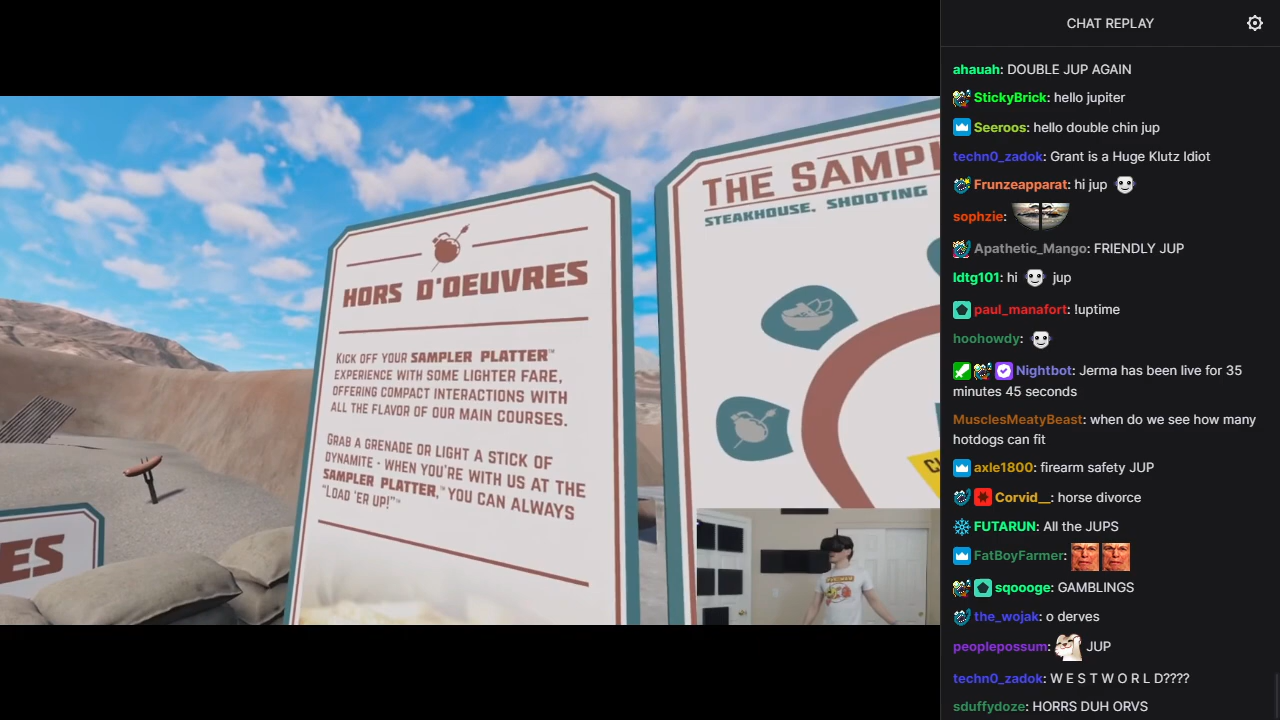 HORS D'OEUVRES
KICK OFF YOUR SAMPLER PLATTER™
EXPERIENCE WITH SOME LIGHTER FARE,
OFFERING COMPACT INTERACTIONS WITH
ALL THE FLAVOR OF OUR MAIN COURSES.
GRAB A GRENADE OR LIGHT A STICK OF
DYNAMITE - WHEN YOU'RE WITH US AT THE
SAMPLER PLATTER,™ YOU CAN ALWAYS
"LOAD 'ER UP!"™
ES
THE SAMPL
STEAKHOUSE, SHOOTING
CHAT REPLAY
ahauah: DOUBLE JUP AGAIN
StickyBrick: hello jupiter
Seeroos: hello double chin jup
techn0_zadok: Grant is a Huge Klutz Idiot
Frunzeapparat: hi jup
sophzie:
Apathetic_Mango: FRIENDLY JUP
ldtg101: hi jup
paul_manafort: !uptime
hoohowdy:
Nightbot: Jerma has been live for 35
minutes 45 seconds
MusclesMeatyBeast: when do we see how many
hotdogs can fit
axle1800: firearm safety JUP
Corvid__: horse divorce
FUTARUN: All the JUPS
FatBoyFarmer:
sqoooge: GAMBLINGS
the_wojak: o derves
peoplepossum: JUP
techn0_zadok: W E S T W O R L D????
sduffydoze: HORRS DUH ORVS